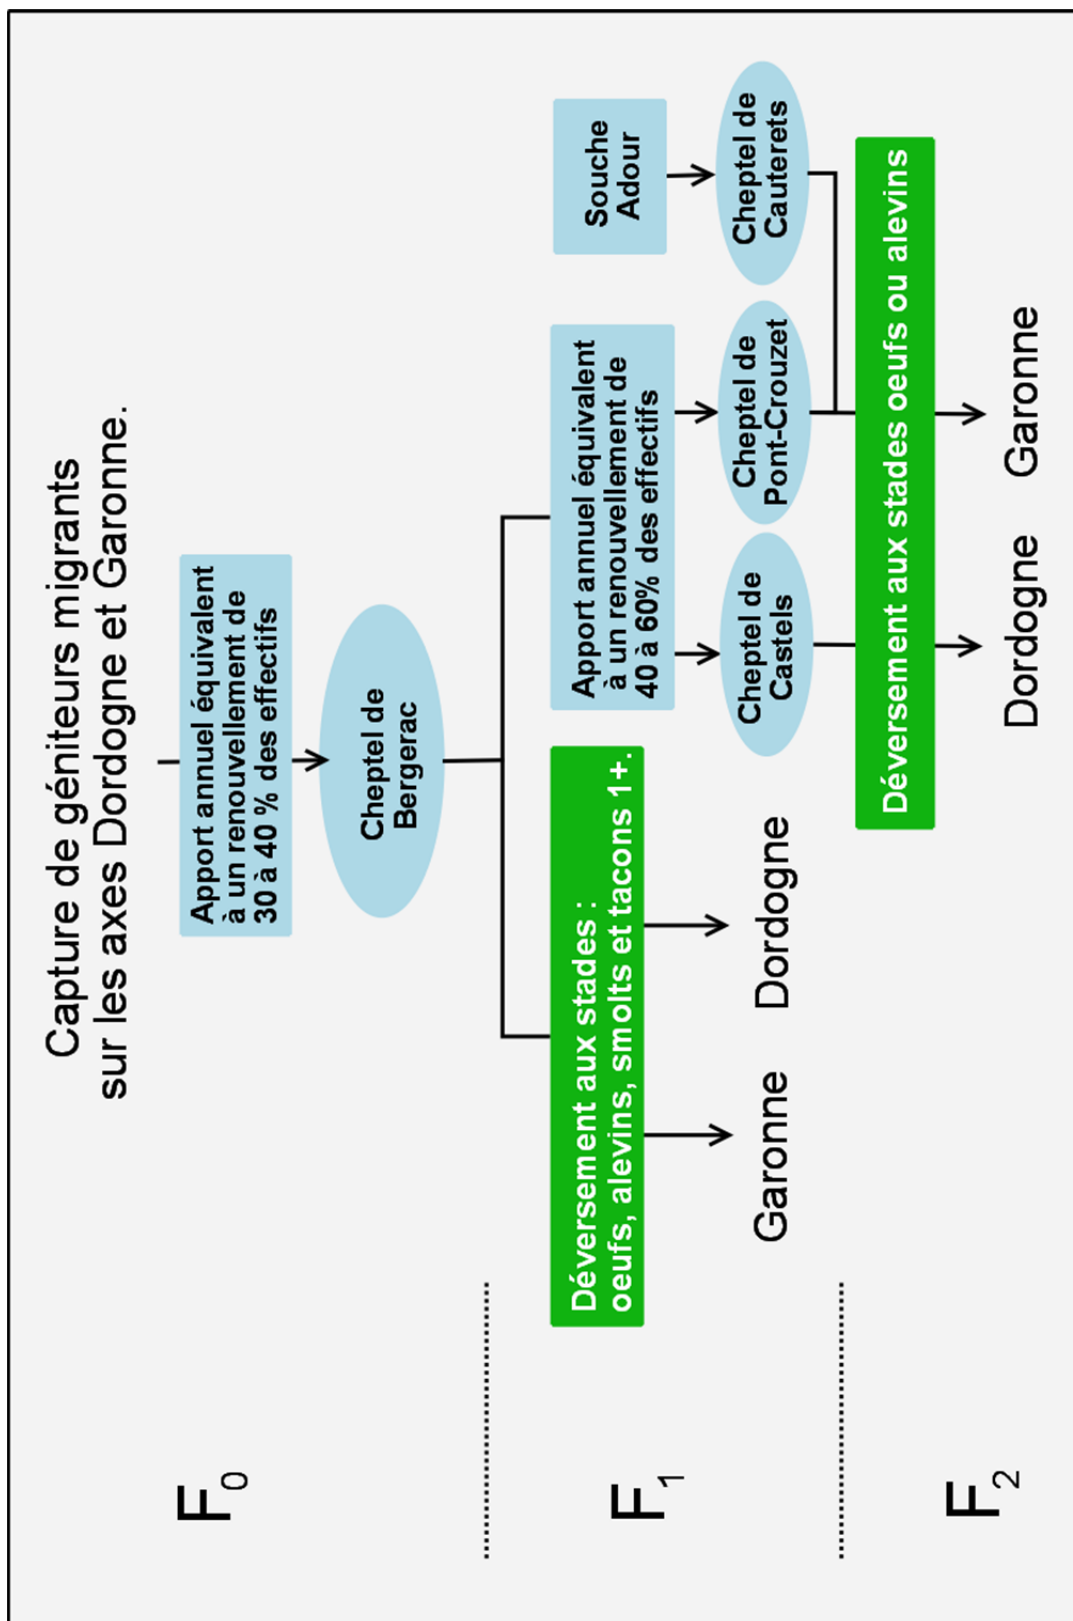 Capture de géniteurs migrants
sur les axes Dordogne et Garonne.
F0
Apport annuel équivalent
à un renouvellement de
30 à 40 % des effectifs
Cheptel de
Bergerac
F1
Déversement aux stades :
oeufs, alevins, smolts et tacons 1+.
Garonne
Dordogne
Apport annuel équivalent
à un renouvellement de
40 à 60% des effectifs
Souche
Adour
Cheptel de
Castels
Cheptel de
Pont-Crouzet
Cheptel de
Cauterets
F2
Déversement aux stades oeufs ou alevins
Dordogne
Garonne